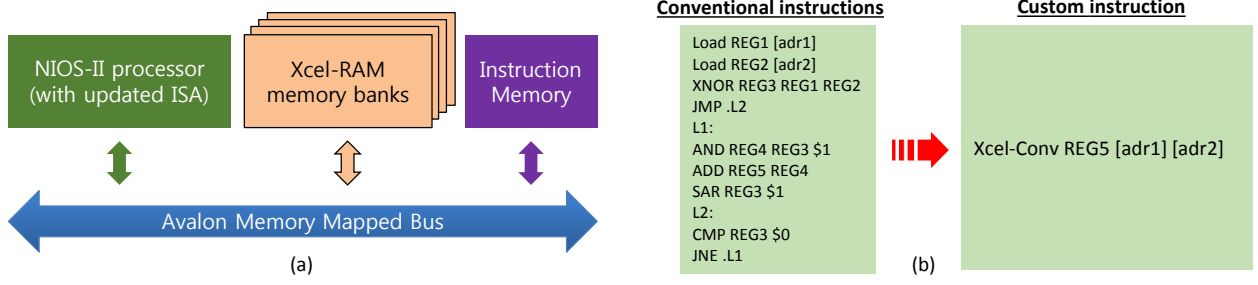 NIOS-II processor
(with updated ISA)
Xcel-RAM
memory banks
Instruction
Memory
Avalon Memory Mapped Bus
(a)
Conventional instructions
Load REG1 [adr1]
Load REG2 [adr2]
XNOR REG3 REG1 REG2
JMP .L2
L1:
AND REG4 REG3 $1
ADD REG5 REG4
SAR REG3 $1
L2:
CMP REG3 $0
JNE .L1
Custom instruction
Xcel-Conv REG5 [adr1] [adr2]
(b)